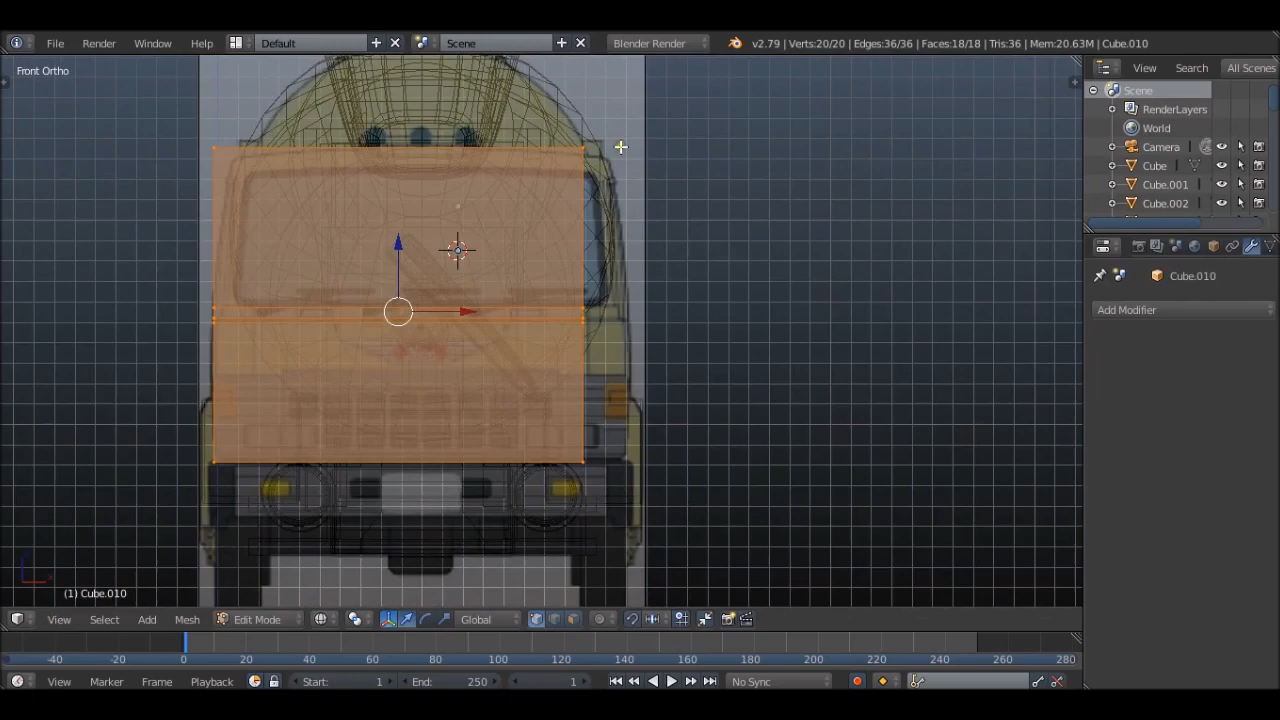 File Render Window Help Default Scene Blender Render v2.79 | Verts:20/20 | Edges:36/36 | Faces:18/18 | Tris:36 | Mem:20.63M | Cube.010
Front Ortho
View Search All Scenes
Scene
RenderLayers
World
Camera
Cube
Cube.001
Cube.002
Cube.010
Add Modifier
(1) Cube.010
View Select Add Mesh Edit Mode Global
-40 -20 0 20 40 60 80 100 120 140 160 180 200 220 240 260 280
View Marker Frame Playback Start: 1 End: 250 1 No Sync